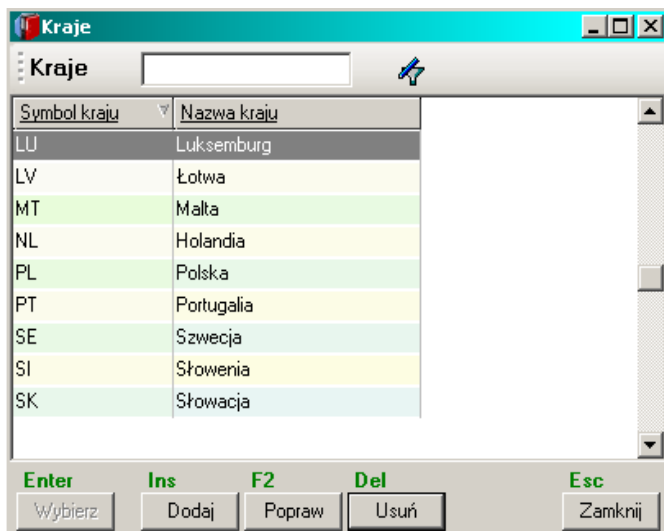 Kraje
Kraje
Symbol kraju Nazwa kraju
LU Luksemburg
LV Łotwa
MT Malta
NL Holandia
PL Polska
PT Portugalia
SE Szwecja
SI Słowenia
SK Słowacja
Enter Ins F2 Del Esc
Wybierz Dodaj Popraw Usuń Zamknij